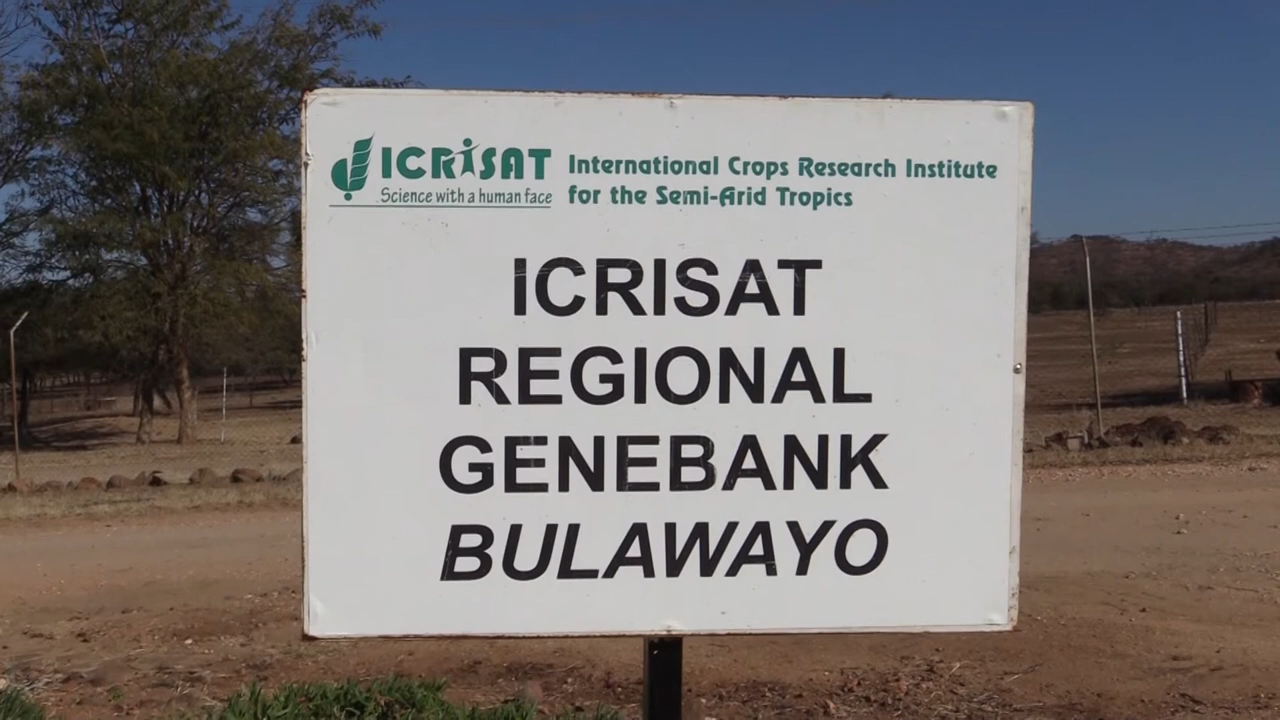 ICRISAT
Science with a human face
International Crops Research Institute
for the Semi-Arid Tropics
ICRISAT
REGIONAL
GENEBANK
BULAWAYO